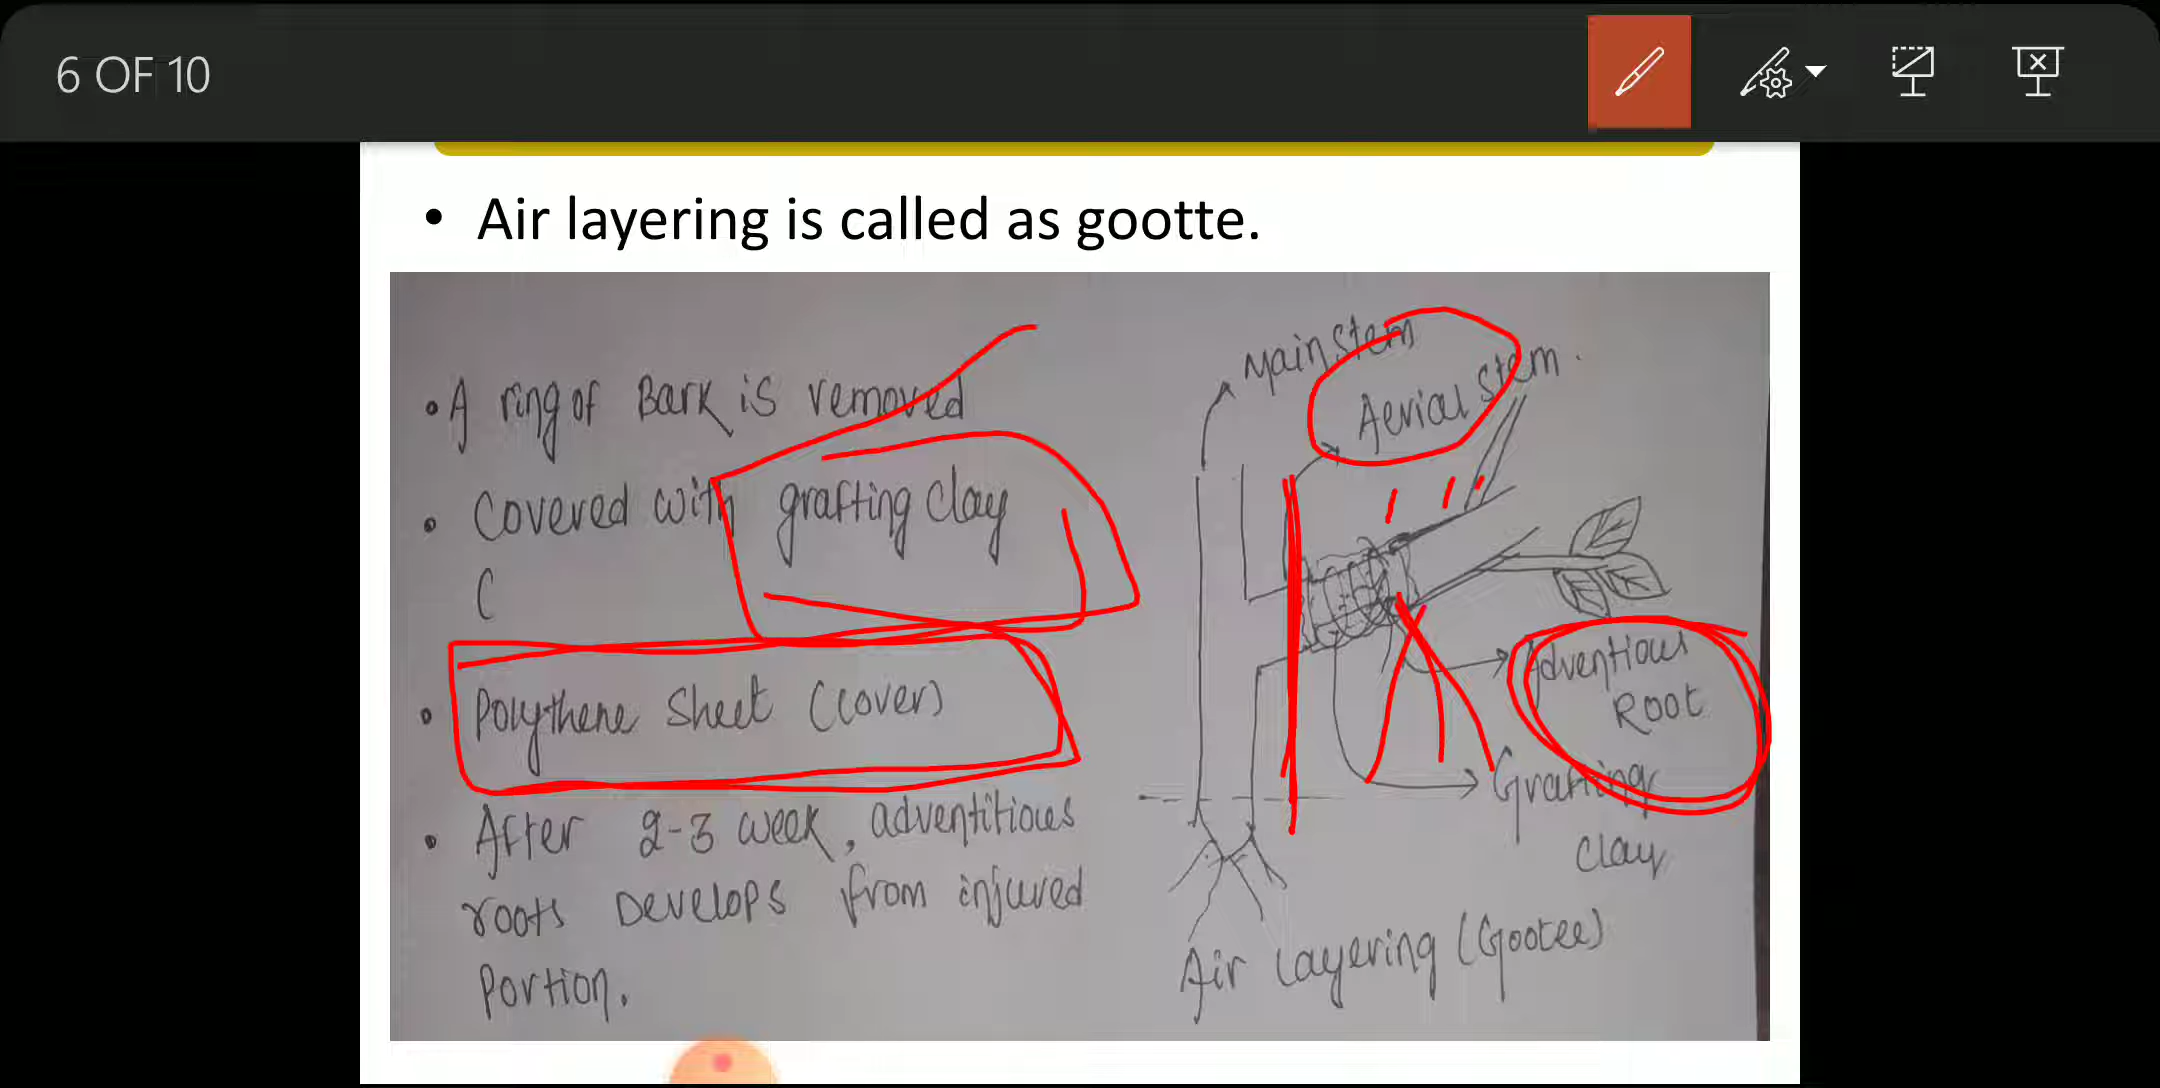 6 OF 10
• Air layering is called as gootte.
• A ring of Bark is removed
• Covered with grafting clay
C
• Polythene Sheet (cover)
• After 2-3 week, adventitious
roots Develops from injured
Portion.
Main stem
Aerial stem.
Adventious
Root
Grafting
clay
Air layering (Gootee)